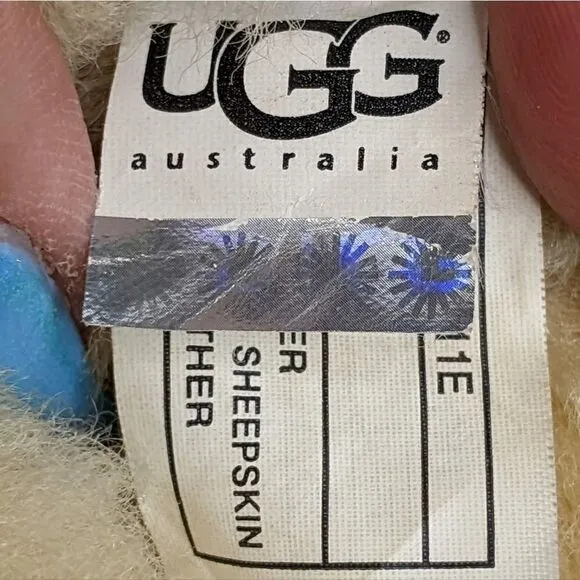 UGG®
australia
11E
ER
SHEEPSKIN
THER